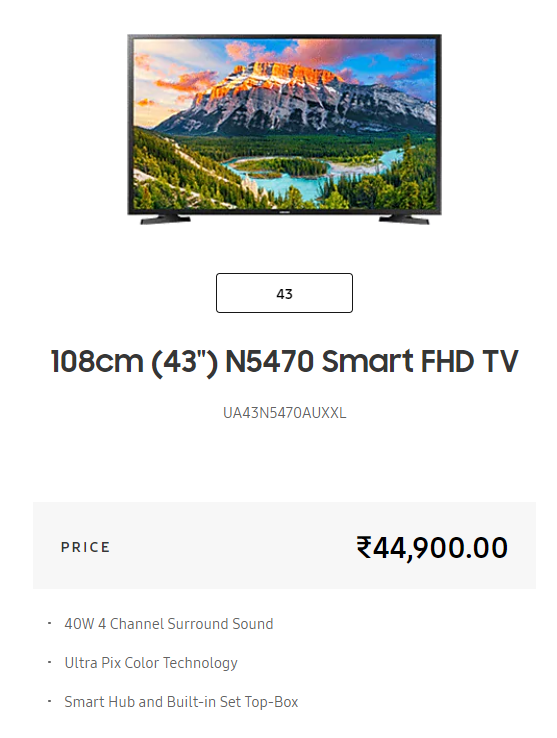 43
108cm (43") N5470 Smart FHD TV
UA43N5470AUXXL
PRICE ₹44,900.00
· 40W 4 Channel Surround Sound
· Ultra Pix Color Technology
· Smart Hub and Built-in Set Top-Box